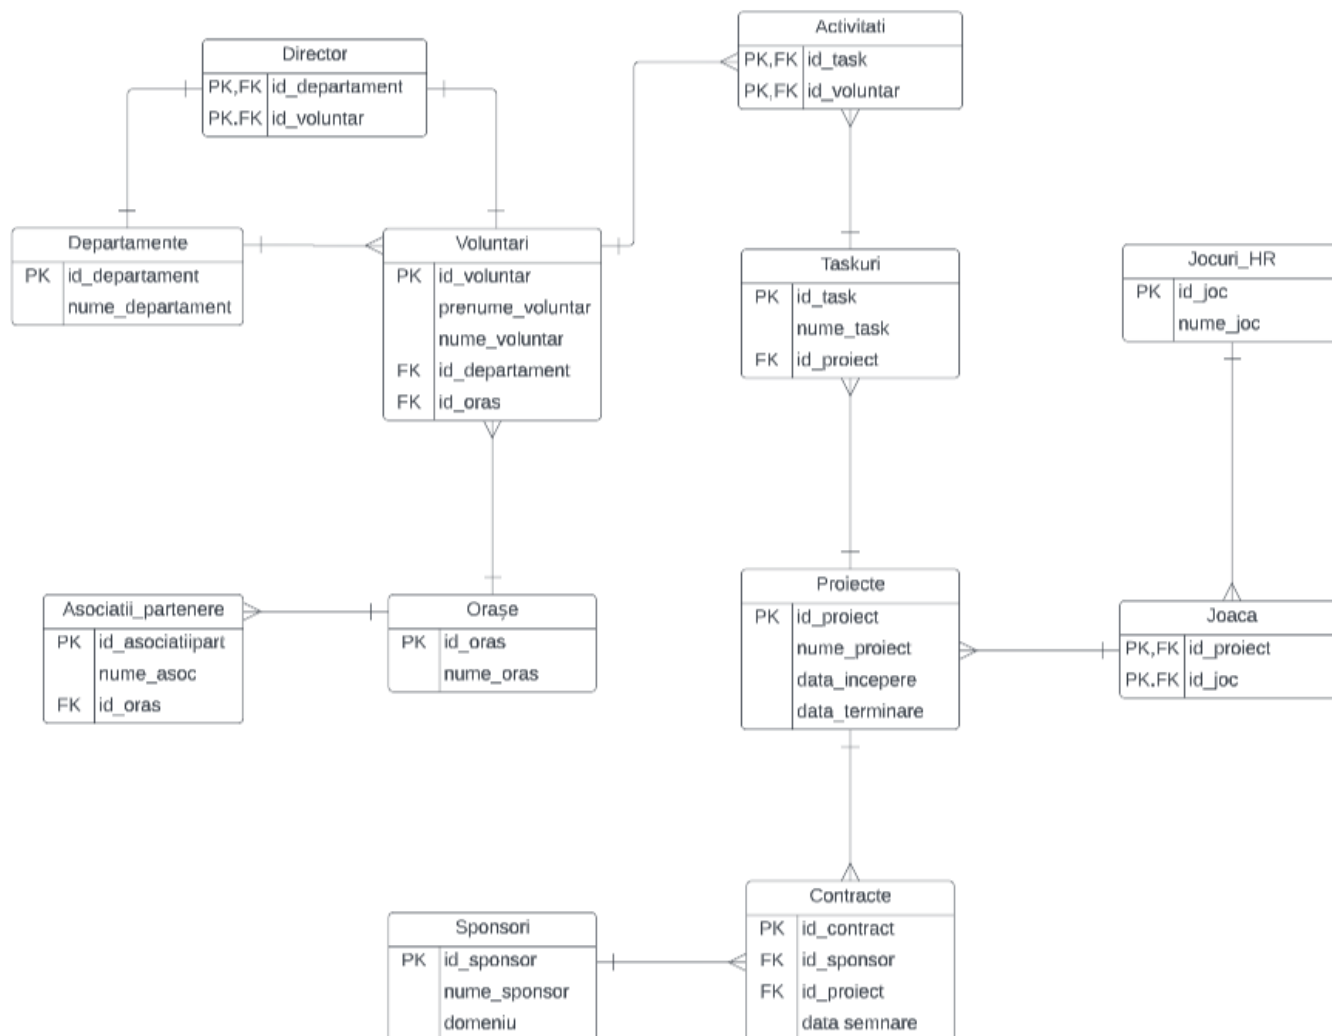 Director
PK,FK id_departament
PK.FK id_voluntar
Activitati
PK,FK id_task
PK,FK id_voluntar
Departamente
PK id_departament
nume_departament
Voluntari
PK id_voluntar
prenume_voluntar
nume_voluntar
FK id_departament
FK id_oras
Taskuri
PK id_task
nume_task
FK id_proiect
Jocuri_HR
PK id_joc
nume_joc
Asociatii_partenere
PK id_asociatiipart
nume_asoc
FK id_oras
Orașe
PK id_oras
nume_oras
Proiecte
PK id_proiect
nume_proiect
data_incepere
data_terminare
Joaca
PK,FK id_proiect
PK.FK id_joc
Sponsori
PK id_sponsor
nume_sponsor
domeniu
Contracte
PK id_contract
FK id_sponsor
FK id_proiect
data semnare